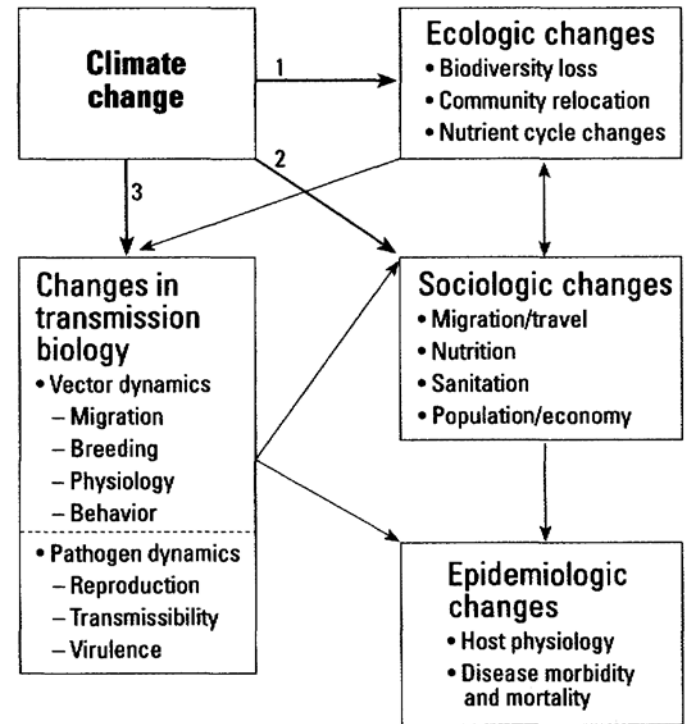 Climate
change
1
Ecologic changes
• Biodiversity loss
• Community relocation
• Nutrient cycle changes
2
3
Changes in
transmission
biology
• Vector dynamics
– Migration
– Breeding
– Physiology
– Behavior
• Pathogen dynamics
– Reproduction
– Transmissibility
– Virulence
Sociologic changes
• Migration/travel
• Nutrition
• Sanitation
• Population/economy
Epidemiologic
changes
• Host physiology
• Disease morbidity
and mortality